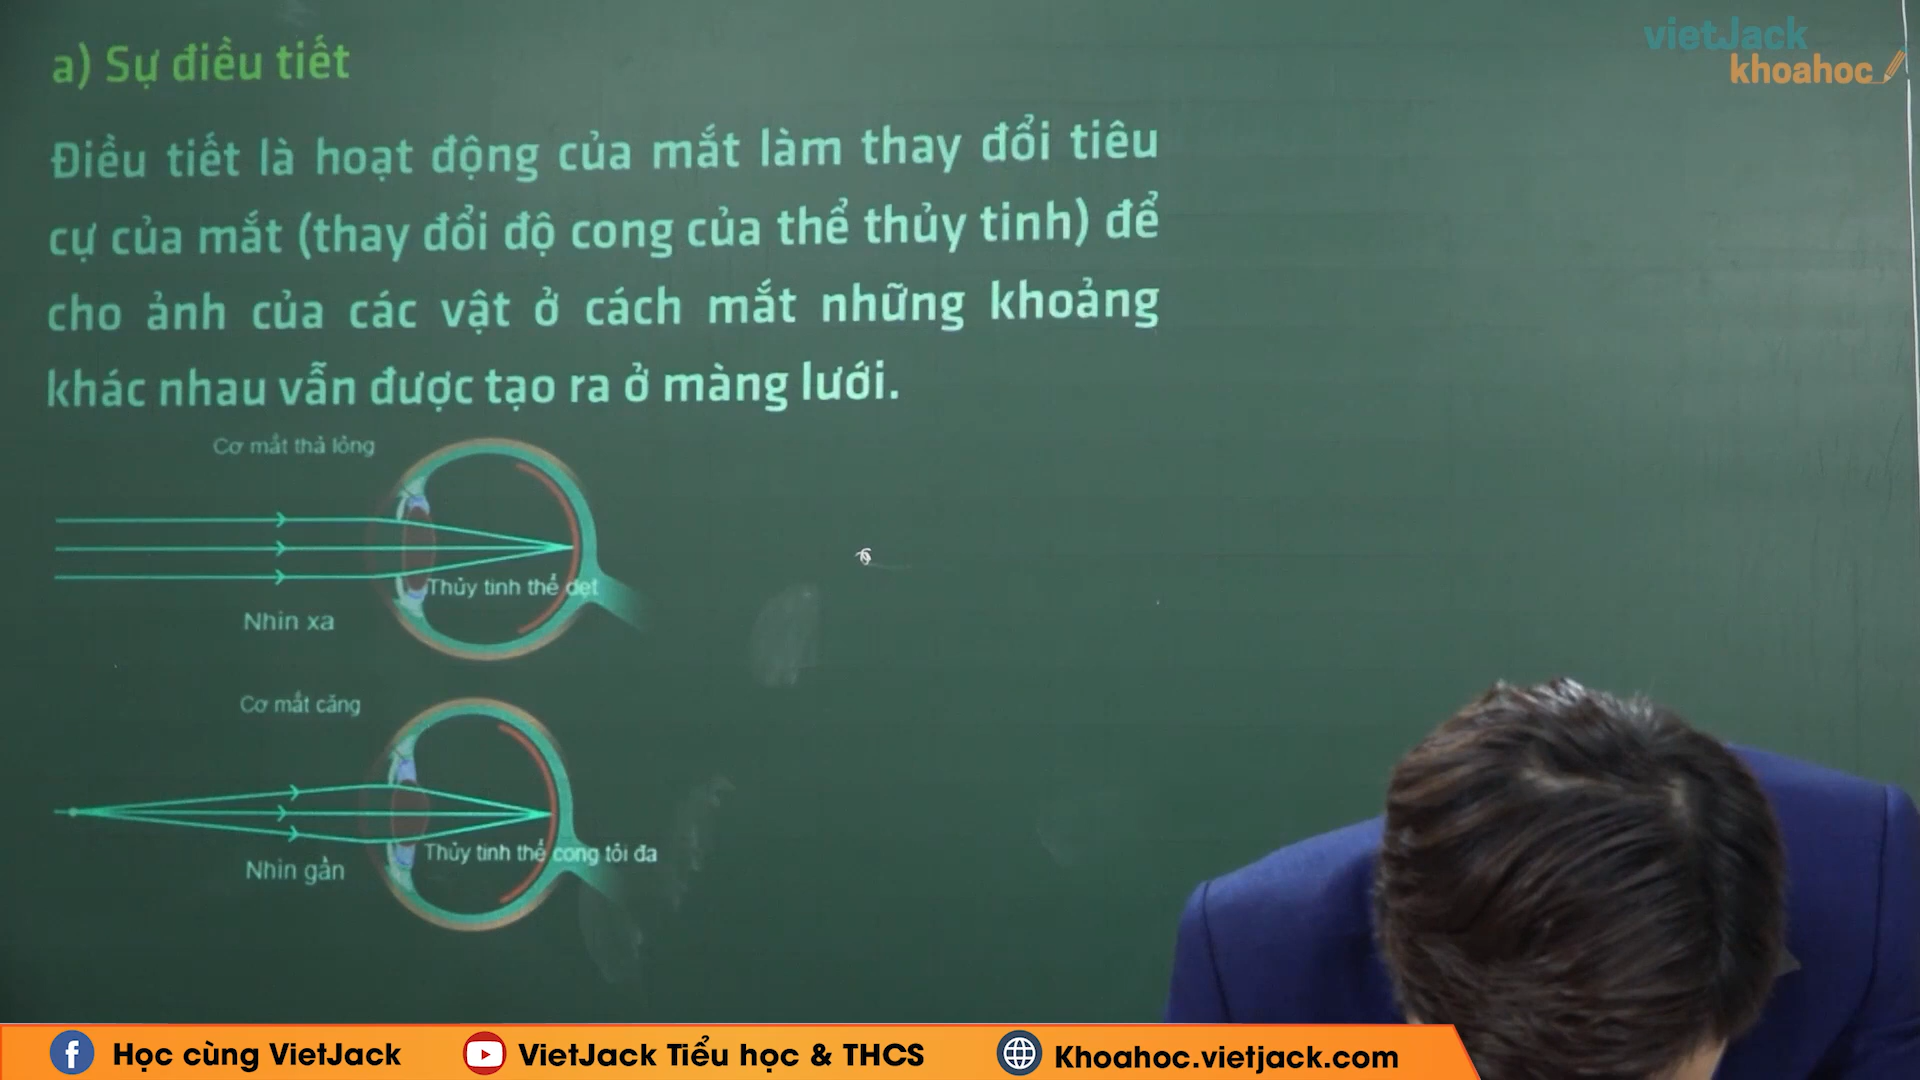 vietJack
khoahoc
a) Sự điều tiết
Điều tiết là hoạt động của mắt làm thay đổi tiêu
cự của mắt (thay đổi độ cong của thể thủy tinh) để
cho ảnh của các vật ở cách mắt những khoảng
khác nhau vẫn được tạo ra ở màng lưới.
Cơ mắt thả lỏng
Thủy tinh thể dẹt
Nhìn xa
Cơ mắt căng
Thủy tinh thể cong tối đa
Nhìn gần
Học cùng VietJack
VietJack Tiểu học & THCS
Khoahoc.vietjack.com